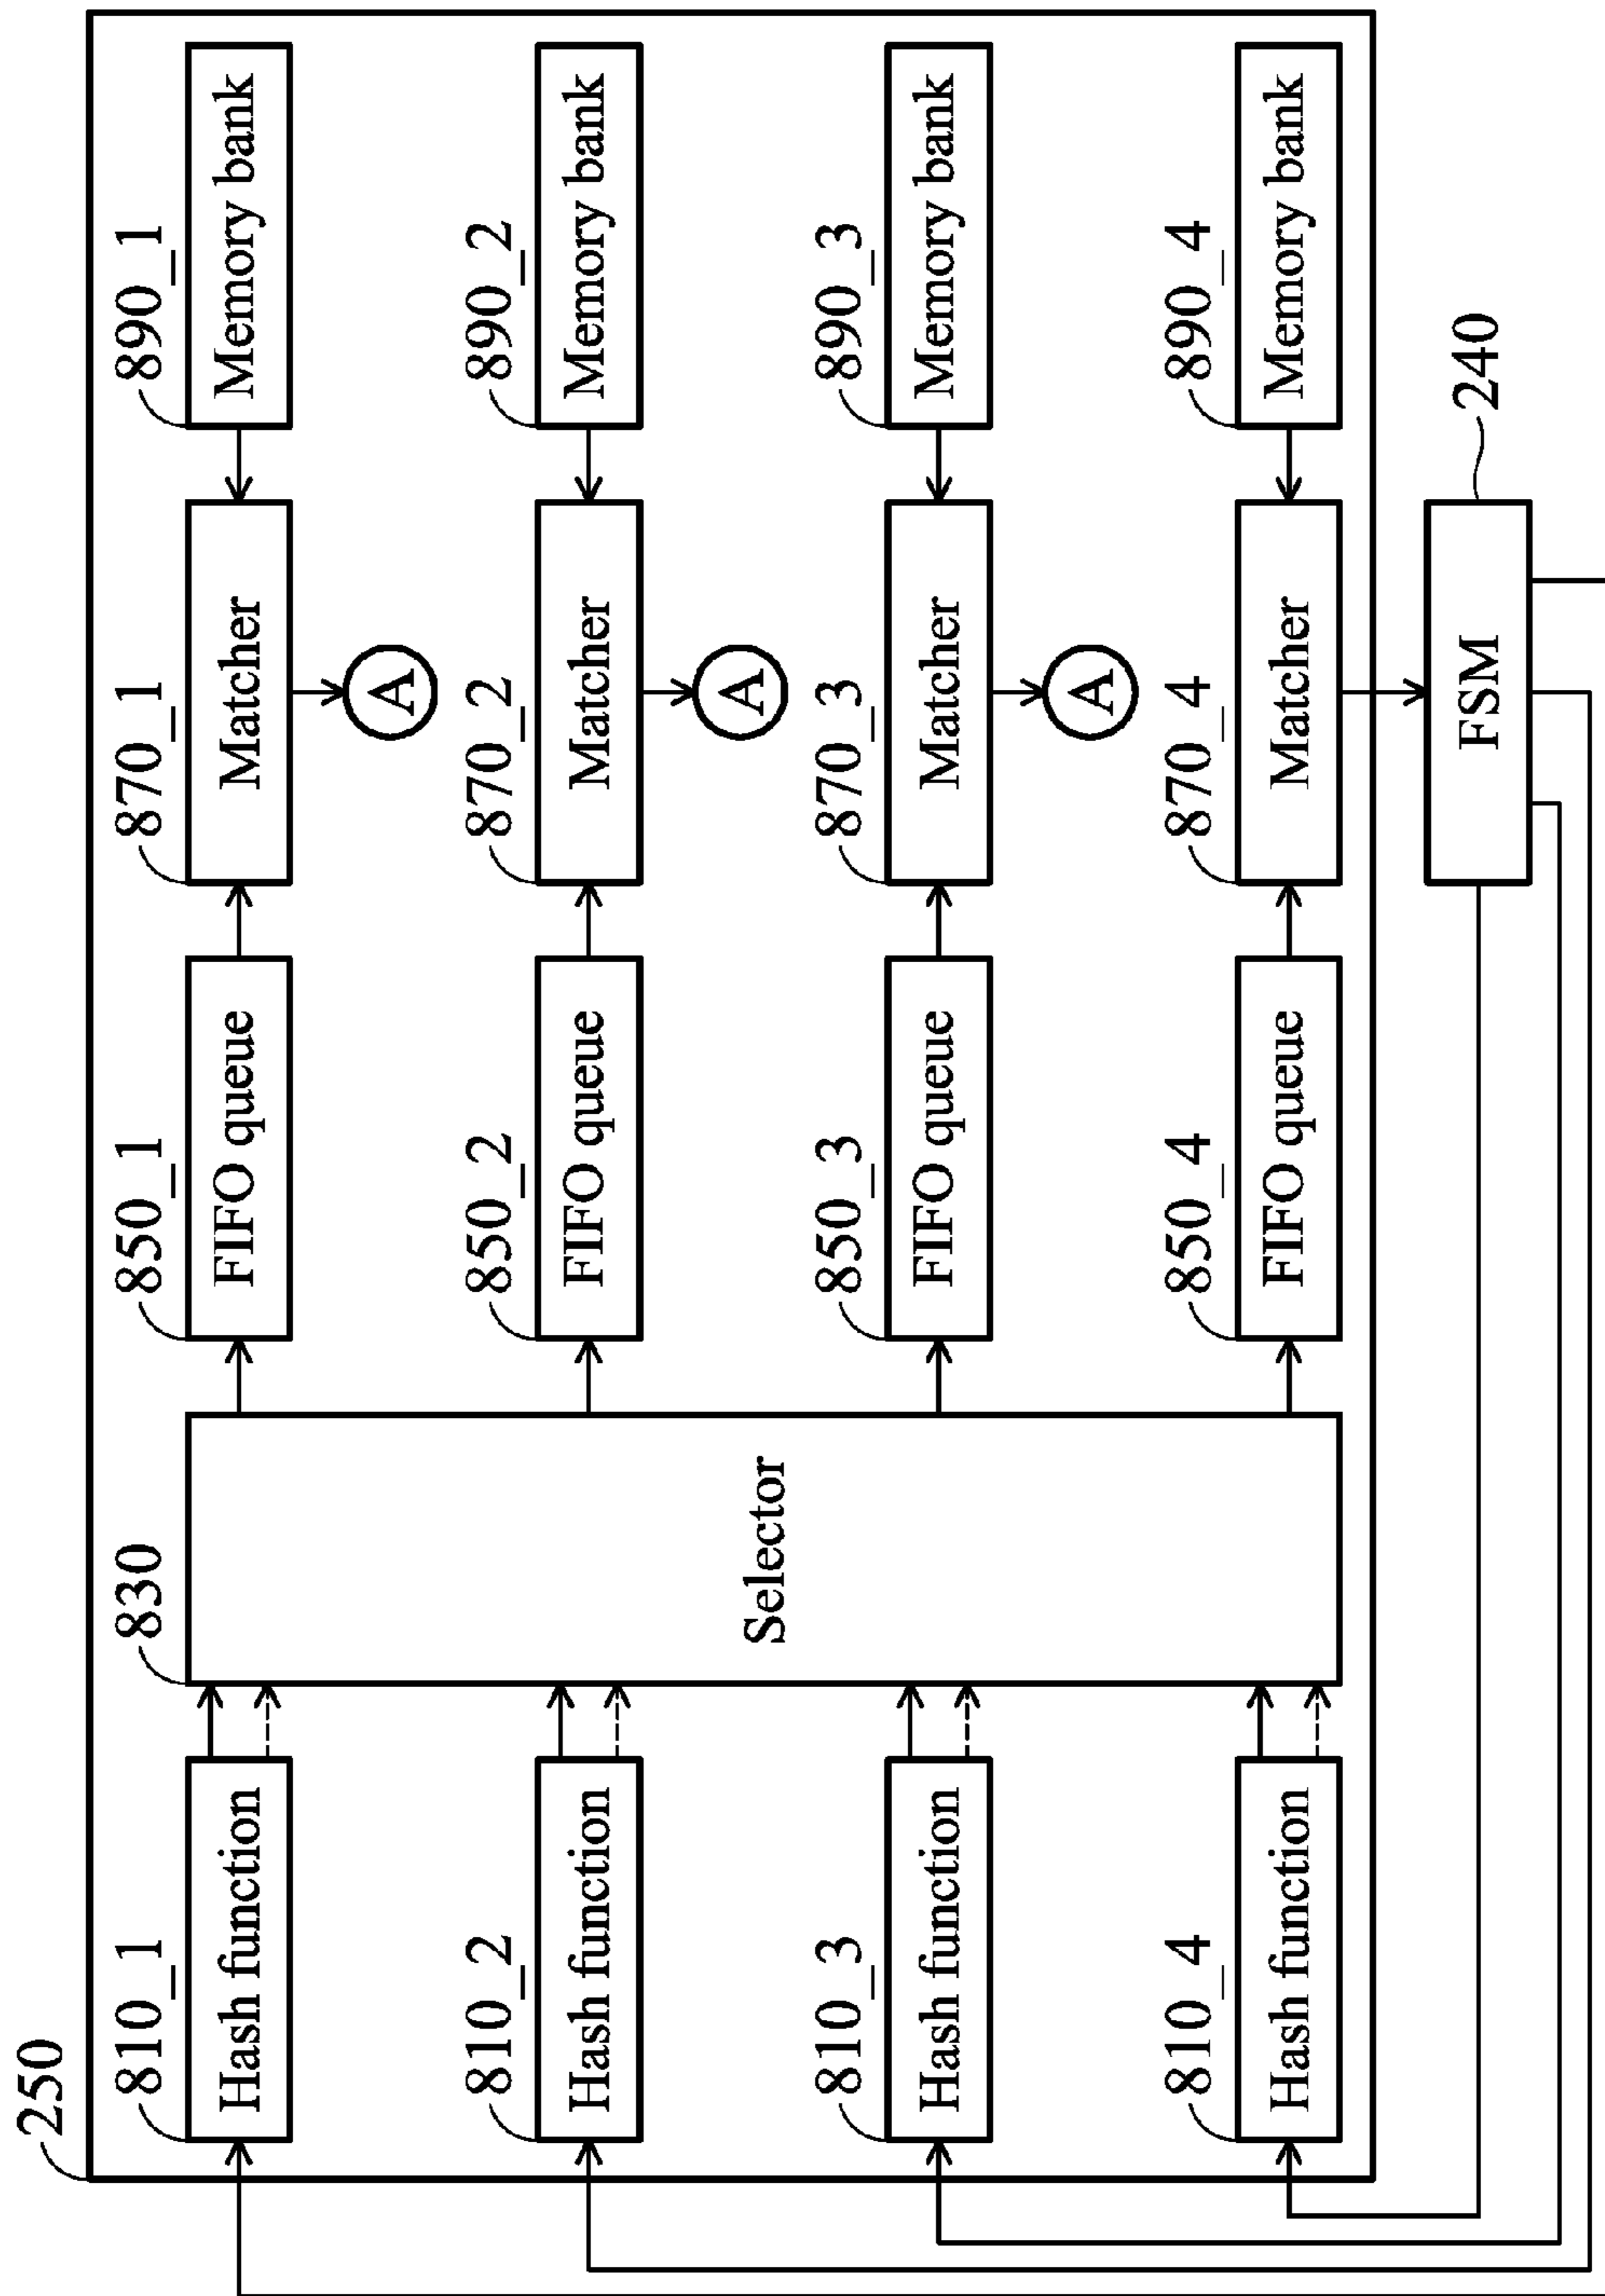 250
810_1
Hash function
830
850_1
FIFO queue
870_1
Matcher
890_1
Memory bank
A
810_2
Hash function
Selector
850_2
FIFO queue
870_2
Matcher
890_2
Memory bank
A
810_3
Hash function
850_3
FIFO queue
870_3
Matcher
890_3
Memory bank
A
810_4
Hash function
850_4
FIFO queue
870_4
Matcher
890_4
Memory bank
FSM
240